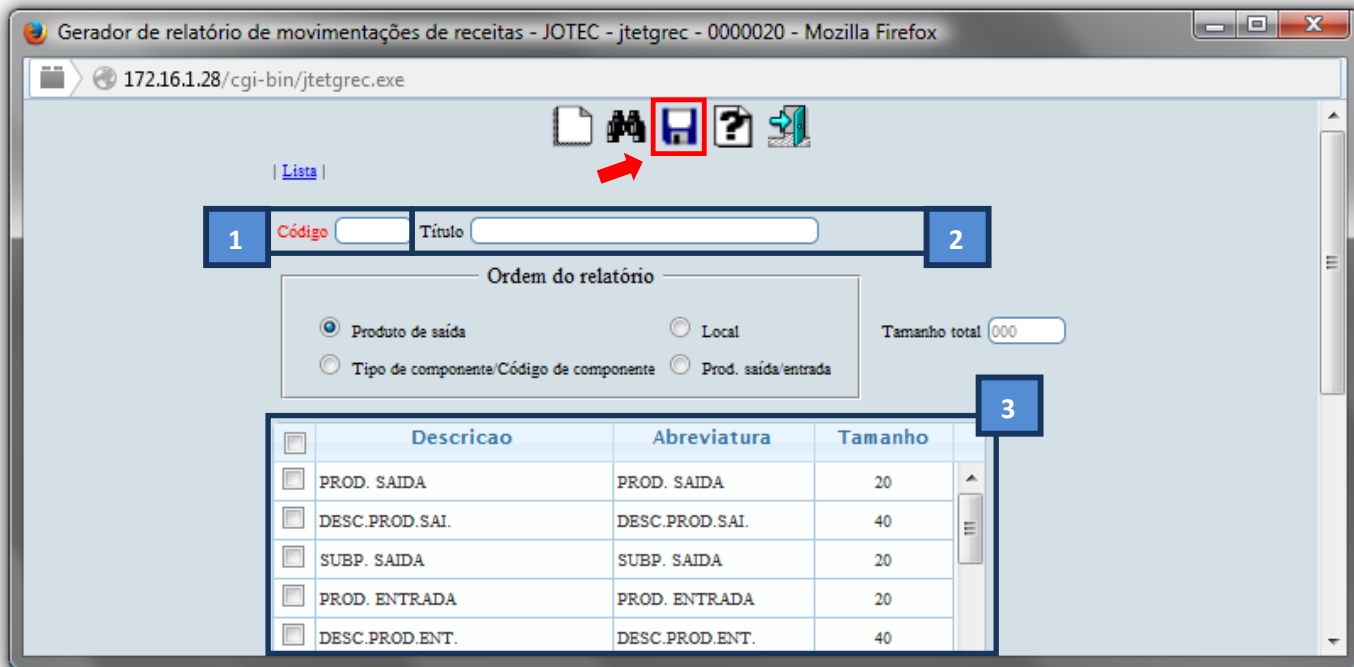 Gerador de relatório de movimentações de receitas - JOTEC - jtetgrec - 0000020 - Mozilla Firefox
172.16.1.28/cgi-bin/jtetgrec.exe
| Lista |
1 Código Título 2
Ordem do relatório
Produto de saída Local Tamanho total 000
Tipo de componente/Código de componente Prod. saída/entrada
3
Descricao Abreviatura Tamanho
PROD. SAIDA PROD. SAIDA 20
DESC.PROD.SAI. DESC.PROD.SAI. 40
SUBP. SAIDA SUBP. SAIDA 20
PROD. ENTRADA PROD. ENTRADA 20
DESC.PROD.ENT. DESC.PROD.ENT. 40